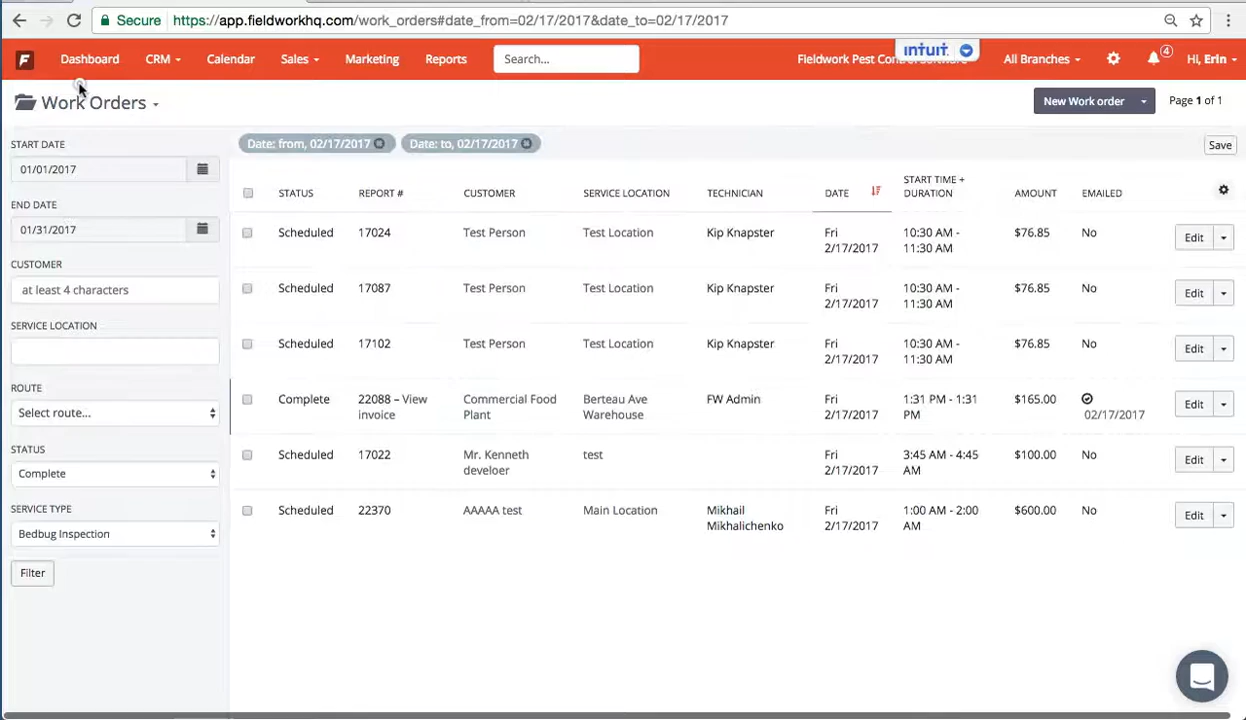 Secure https://app.fieldworkhq.com/work_orders#date_from=02/17/2017&date_to=02/17/2017
F Dashboard CRM Calendar Sales Marketing Reports Search... Fieldwork Pest Control Software intuit All Branches 4 Hi, Erin
Work Orders New Work order Page 1 of 1
START DATE
01/01/2017
END DATE
01/31/2017
CUSTOMER
at least 4 characters
SERVICE LOCATION
ROUTE
Select route...
STATUS
Complete
SERVICE TYPE
Bedbug Inspection
Filter
Date: from, 02/17/2017 Date: to, 02/17/2017 Save
STATUS REPORT # CUSTOMER SERVICE LOCATION TECHNICIAN DATE START TIME + AMOUNT EMAILED
DURATION
Scheduled 17024 Test Person Test Location Kip Knapster Fri 10:30 AM - $76.85 No Edit
2/17/2017 11:30 AM
Scheduled 17087 Test Person Test Location Kip Knapster Fri 10:30 AM - $76.85 No Edit
2/17/2017 11:30 AM
Scheduled 17102 Test Person Test Location Kip Knapster Fri 10:30 AM - $76.85 No Edit
2/17/2017 11:30 AM
Complete 22088 – View Commercial Food Berteau Ave FW Admin Fri 1:31 PM - 1:31 $165.00 Edit
invoice Plant Warehouse 2/17/2017 PM 02/17/2017
Scheduled 17022 Mr. Kenneth test Fri 3:45 AM - 4:45 $100.00 No Edit
develoer 2/17/2017 AM
Scheduled 22370 AAAAA test Main Location Mikhail Fri 1:00 AM - 2:00 $600.00 No Edit
Mikhalichenko 2/17/2017 AM